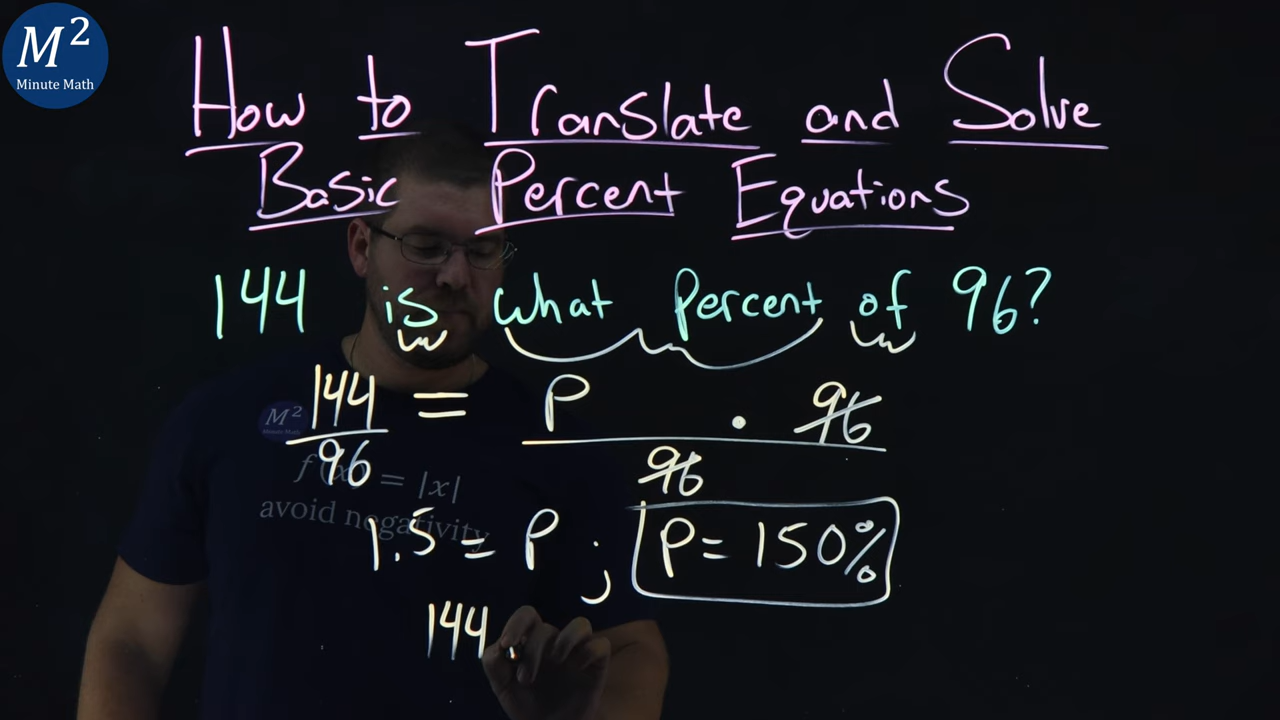 M²
Minute Math
How to Translate and Solve
Basic Percent Equations
144 is what percent of 96?
144/96 = P · 96/96
M²
Minute Math
f(x) = |x|
avoid negativity
1.5 = P ; P = 150%
144